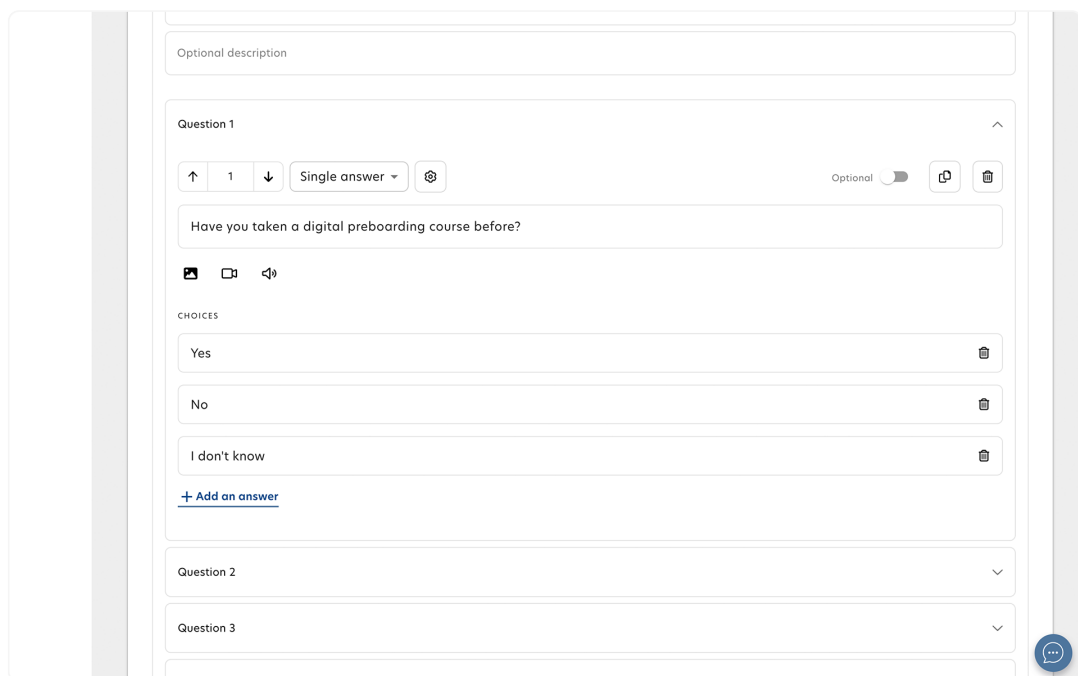 Optional description
Question 1
1
Single answer
Optional
Have you taken a digital preboarding course before?
CHOICES
Yes
No
I don't know
Add an answer
Question 2
Question 3